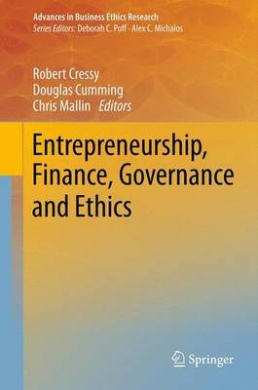 Advances in Business Ethics Research
Series Editors: Deborah C. Poff · Alex C. Michalos
Robert Cressy
Douglas Cumming
Chris Mallin Editors
Entrepreneurship,
Finance, Governance
and Ethics
Springer